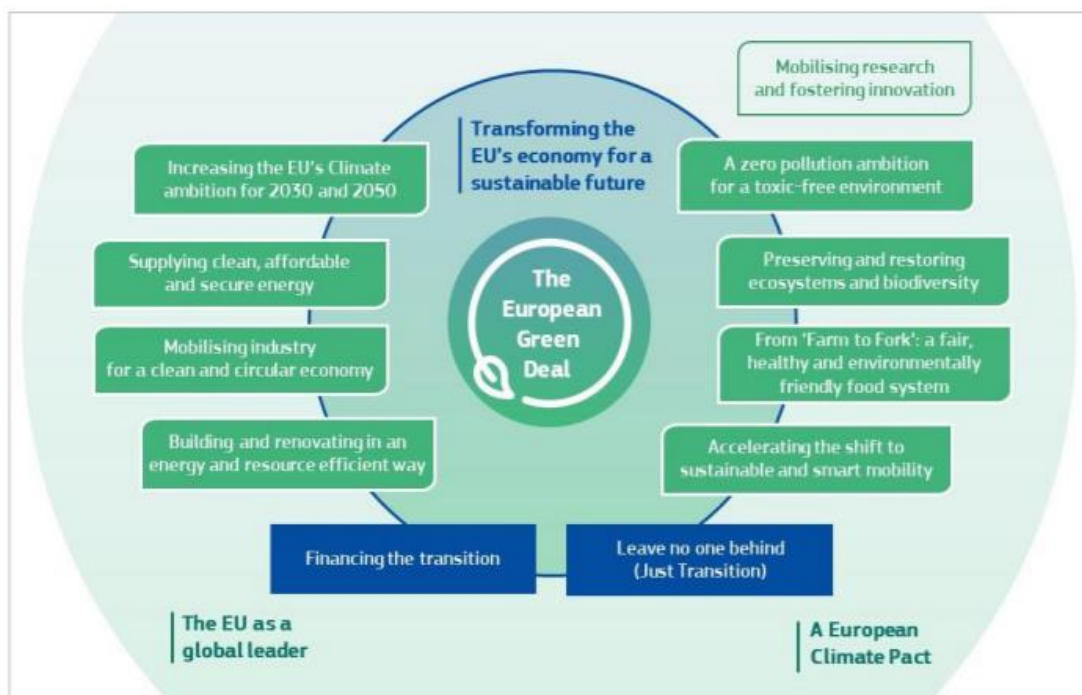 Mobilising research
and fostering innovation
Transforming the
EU's economy for a
sustainable future
Increasing the EU's Climate
ambition for 2030 and 2050
A zero pollution ambition
for a toxic-free environment
Supplying clean, affordable
and secure energy
Preserving and restoring
ecosystems and biodiversity
The
European
Green
Deal
Mobilising industry
for a clean and circular economy
From 'Farm to Fork': a fair,
healthy and environmentally
friendly food system
Building and renovating in an
energy and resource efficient way
Accelerating the shift to
sustainable and smart mobility
Financing the transition
Leave no one behind
(Just Transition)
The EU as a
global leader
A European
Climate Pact